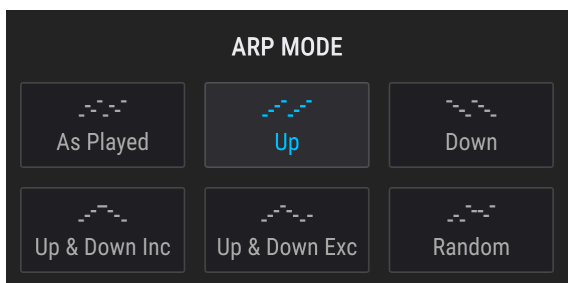 ARP MODE
As Played
Up
Down
Up & Down Inc
Up & Down Exc
Random